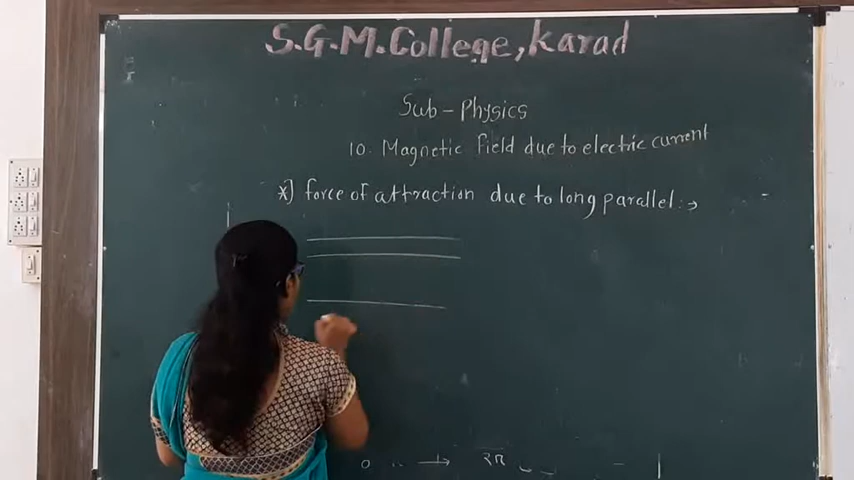 S.G.M.College, Karad
Sub - Physics
10. Magnetic Field due to electric current
*] force of attraction due to long parallel :→